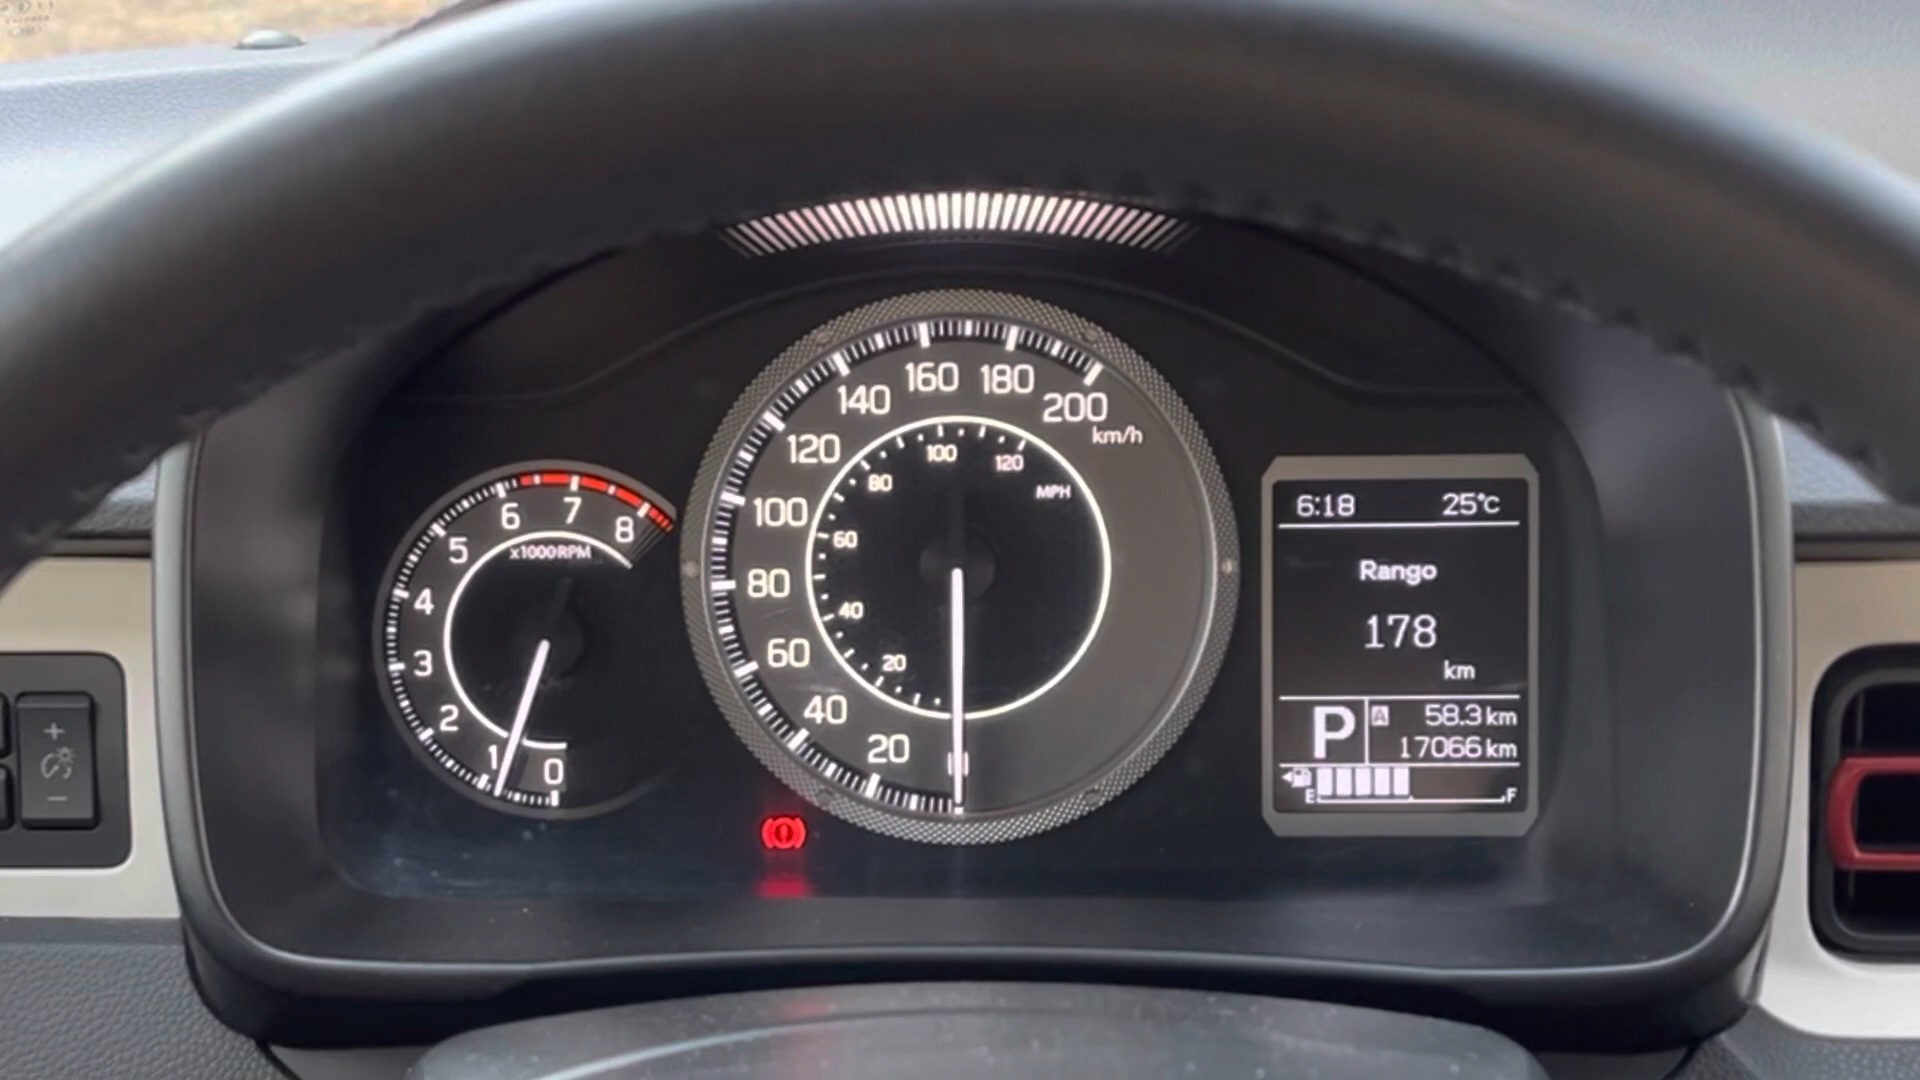 6 7 8
5
x1000RPM
4
3
2
1 0
160 180
140 200
km/h
120
100
80
60
40
20
100 120
80
MPH
60
40
20
6:18 25°C
Rango
178
km
P A 58.3 km
17066 km
E F
+
−